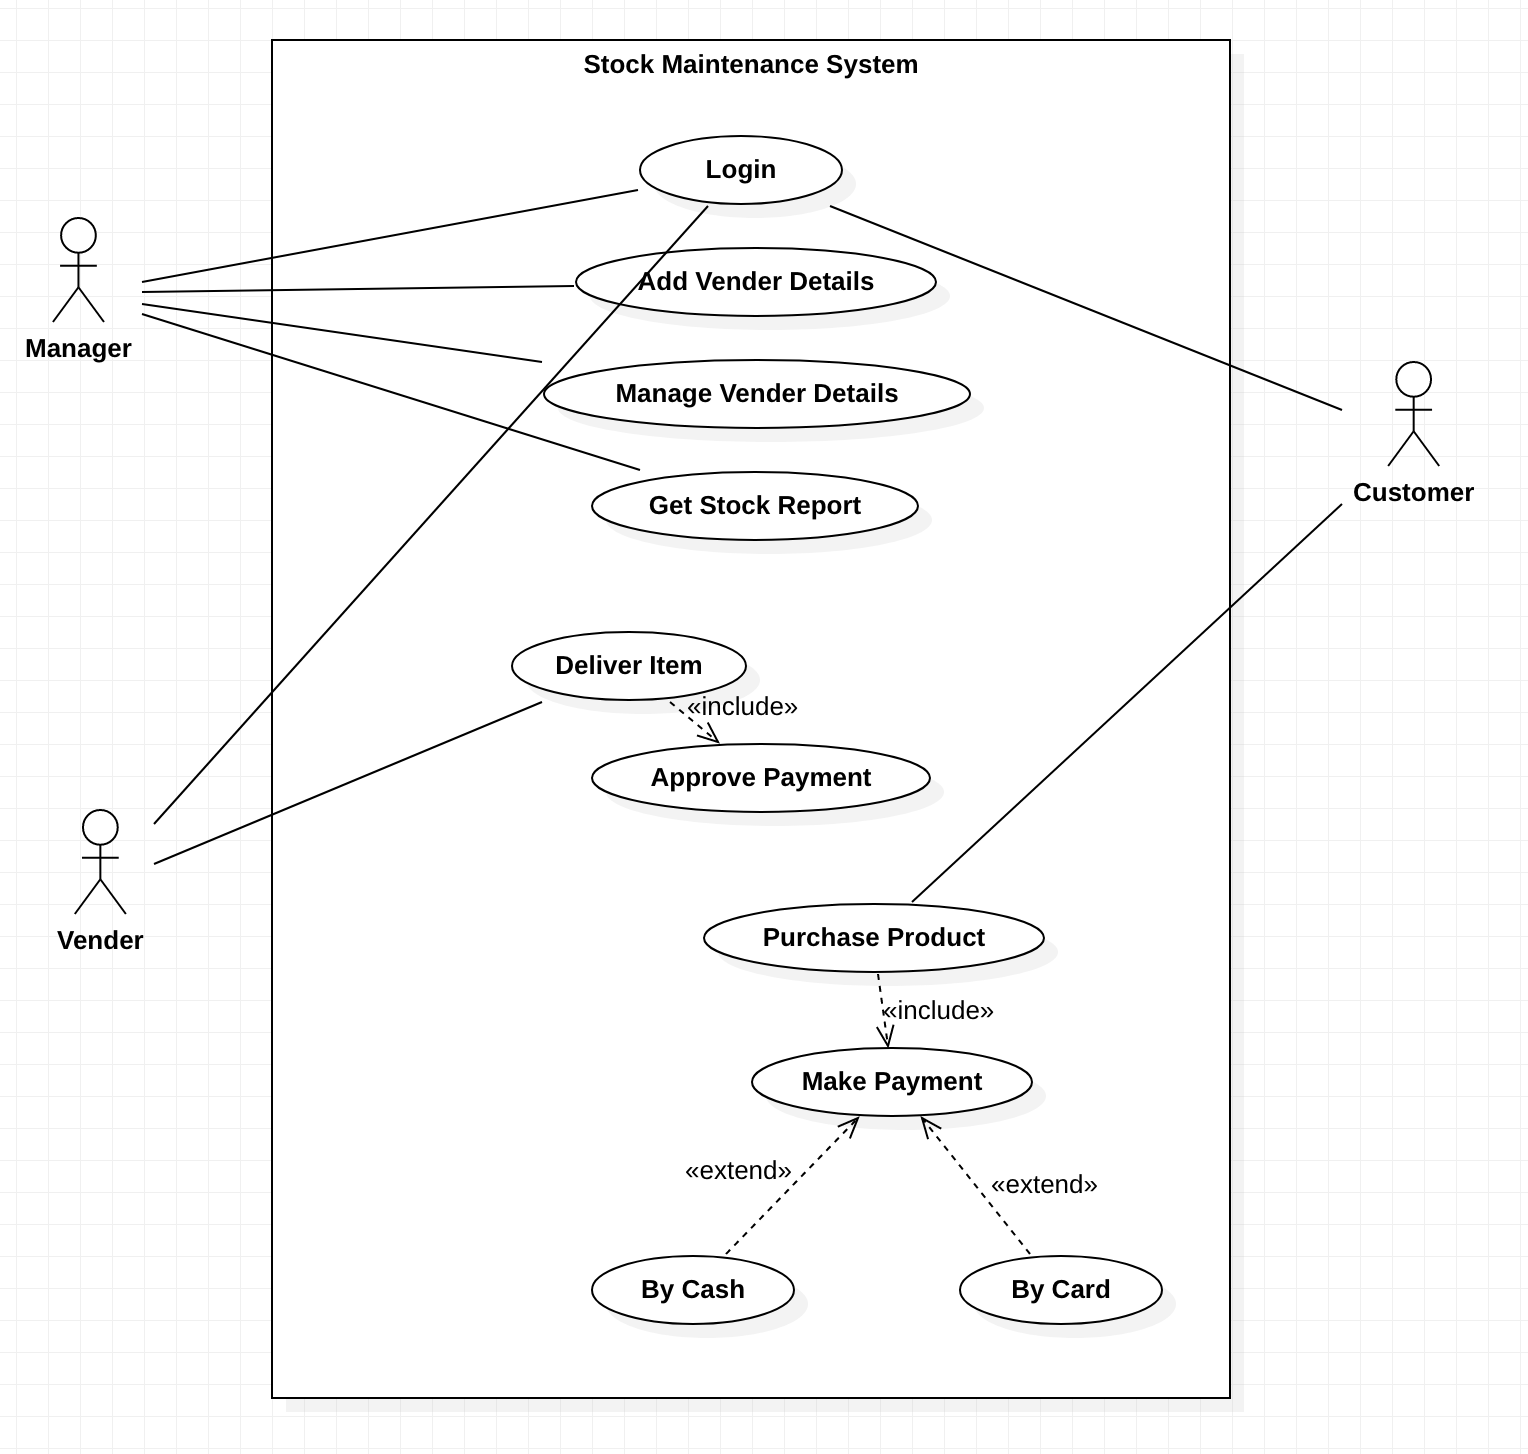 Stock Maintenance System
Login
Add Vender Details
Manager
Manage Vender Details
Customer
Get Stock Report
Deliver Item
«include»
Approve Payment
Vender
Purchase Product
«include»
Make Payment
«extend»
«extend»
By Cash
By Card